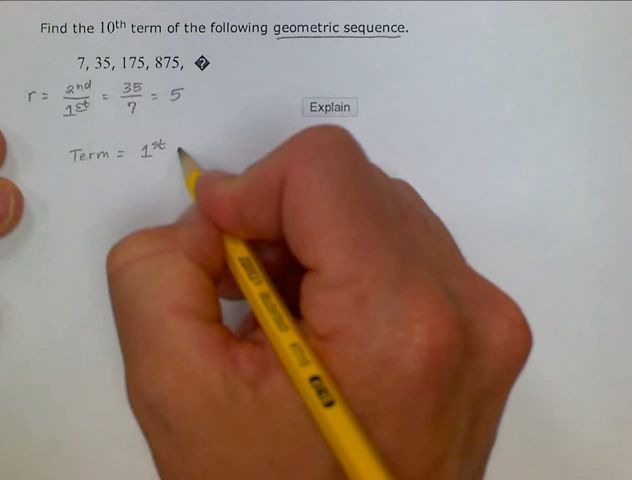 Find the 10th term of the following geometric sequence.
7, 35, 175, 875, �
r = 2nd/1st = 35/7 = 5
Explain
Term = 1st